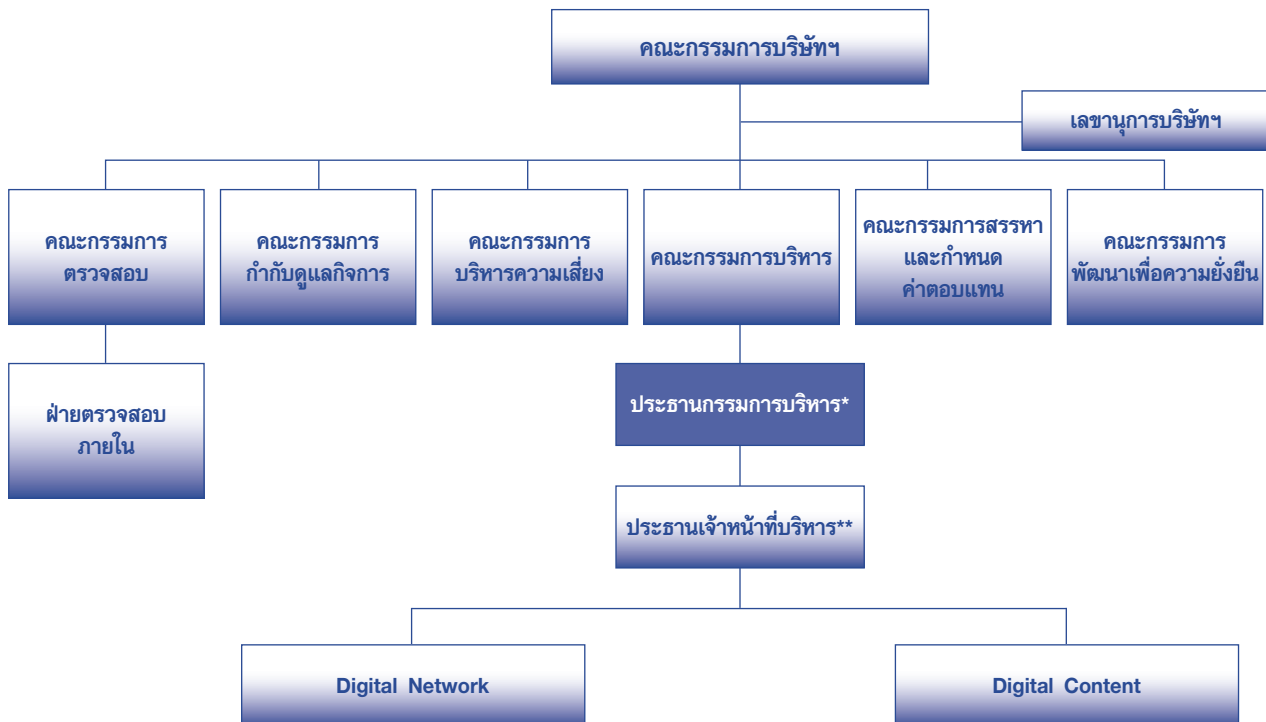 คณะกรรมการบริษัทฯ
เลขานุการบริษัทฯ
คณะกรรมการ
ตรวจสอบ
คณะกรรมการ
กำกับดูแลกิจการ
คณะกรรมการ
บริหารความเสี่ยง
คณะกรรมการบริหาร
คณะกรรมการสรรหา
และกำหนด
ค่าตอบแทน
คณะกรรมการ
พัฒนาเพื่อความยั่งยืน
ฝ่ายตรวจสอบ
ภายใน
ประธานกรรมการบริหาร*
ประธานเจ้าหน้าที่บริหาร**
Digital Network
Digital Content